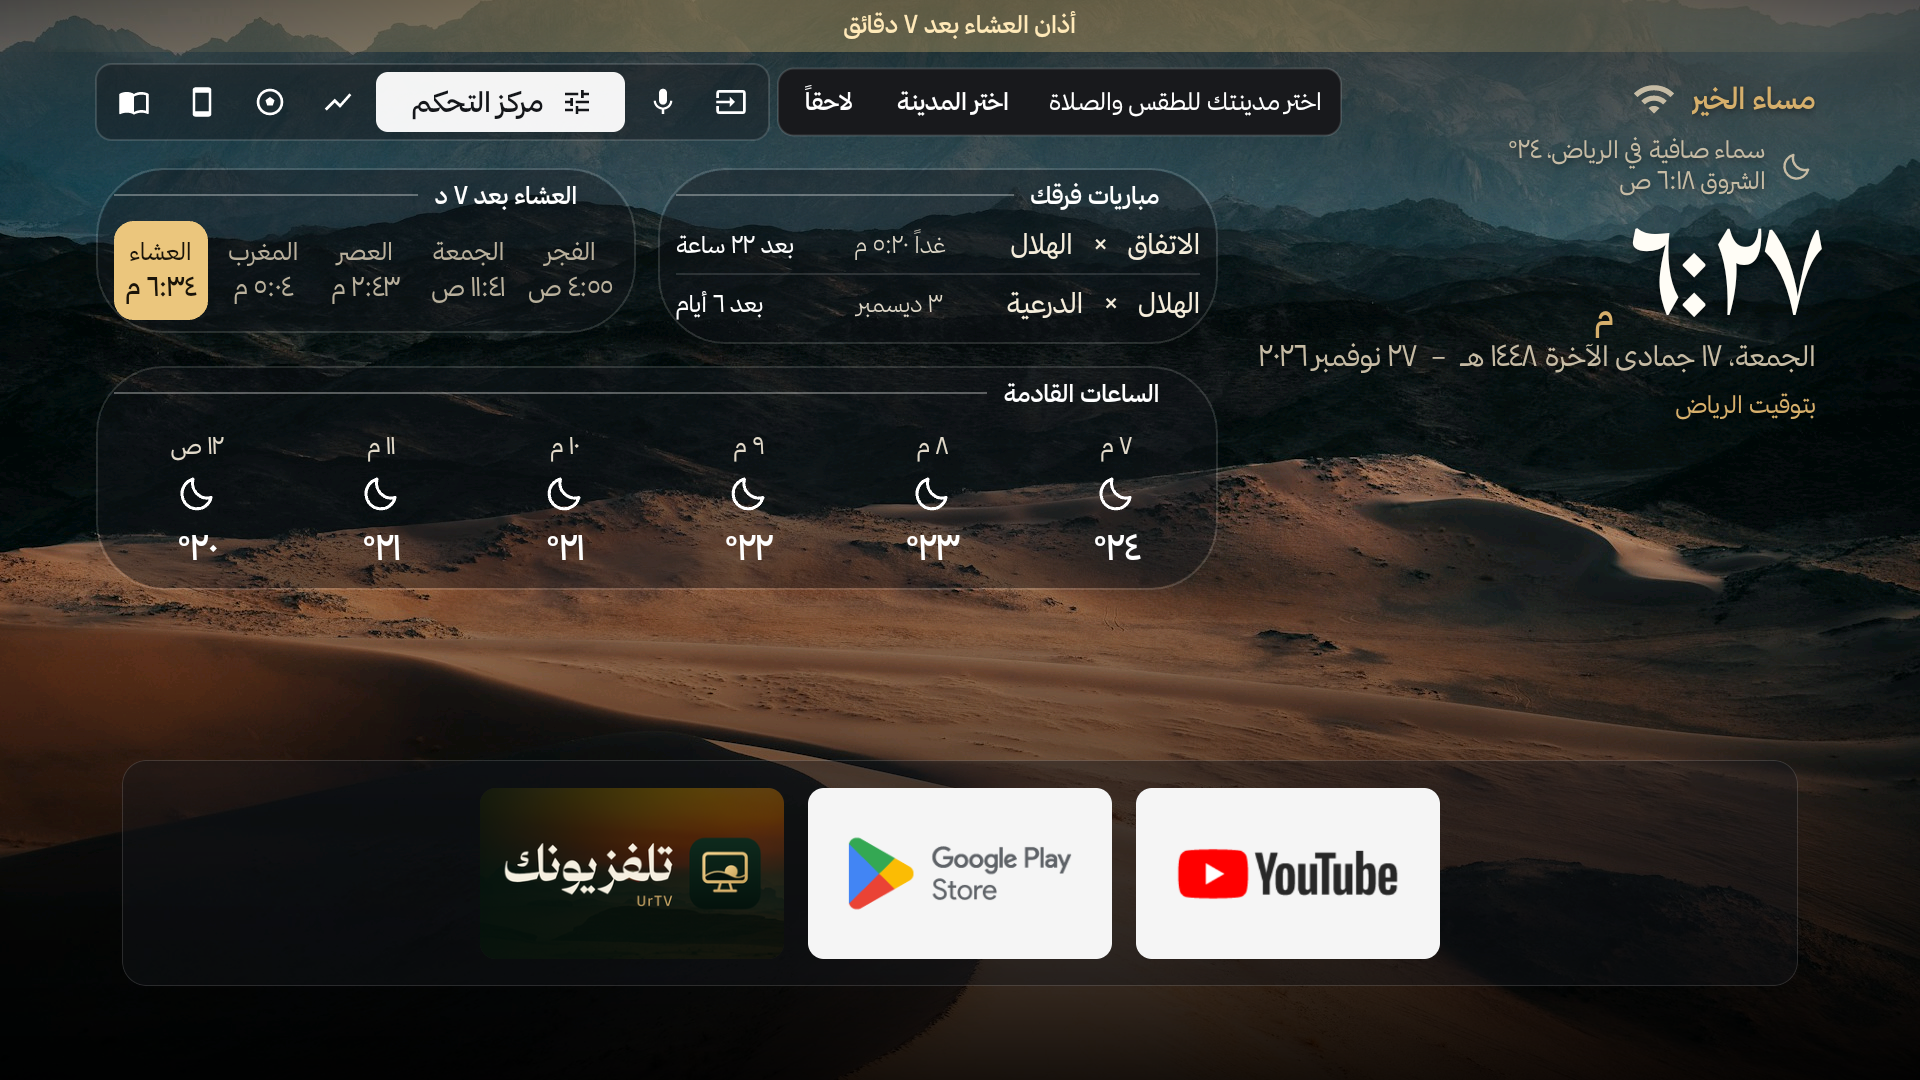 أذان العشاء بعد ٧ دقائق
مساء الخير
سماء صافية في الرياض، ٢٤°
الشروق ٦:١٨ ص
٦:٢٧ م
الجمعة، ١٧ جمادى الآخرة ١٤٤٨ هـ – ٢٧ نوفمبر ٢٠٢٦
بتوقيت الرياض
اختر مدينتك للطقس والصلاة اختر المدينة لاحقاً
مركز التحكم
مباريات فرقك
الاتفاق × الهلال غداً ٥:٢٠ م بعد ٢٢ ساعة
الهلال × الدرعية ٣ ديسمبر بعد ٦ أيام
العشاء بعد ٧ د
الفجر الجمعة العصر المغرب العشاء
٤:٥٥ ص ١١:٤١ ص ٢:٤٣ م ٥:٠٤ م ٦:٣٤ م
الساعات القادمة
٧ م ٨ م ٩ م ١٠ م ١١ م ١٢ ص
٢٤° ٢٣° ٢٢° ٢١° ٢١° ٢٠°
YouTube
Google Play
Store
تلفزيونك
UrTV